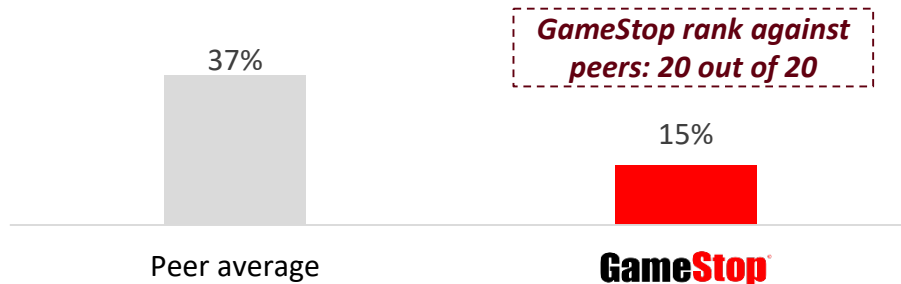 GameStop rank against
peers: 20 out of 20
37%
15%
Peer average
GameStop